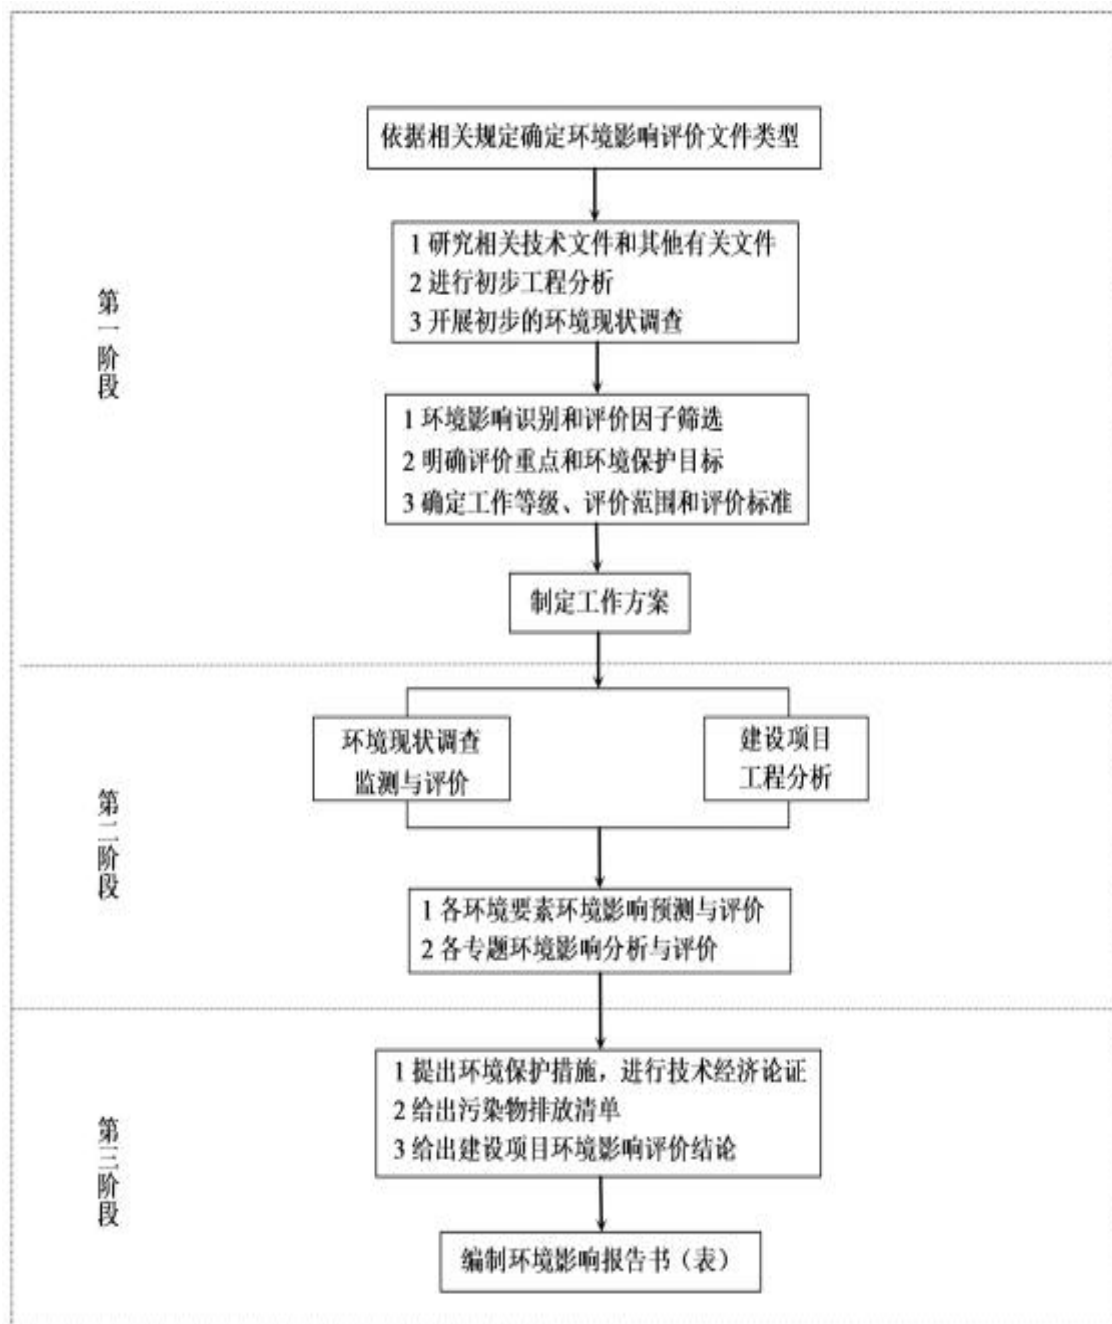 依据相关规定确定环境影响评价文件类型
1 研究相关技术文件和其他有关文件
2 进行初步工程分析
3 开展初步的环境现状调查
第一阶段
1 环境影响识别和评价因子筛选
2 明确评价重点和环境保护目标
3 确定工作等级、评价范围和评价标准
制定工作方案
环境现状调查
监测与评价
建设项目
工程分析
第二阶段
1 各环境要素环境影响预测与评价
2 各专题环境影响分析与评价
1 提出环境保护措施，进行技术经济论证
2 给出污染物排放清单
3 给出建设项目环境影响评价结论
第三阶段
编制环境影响报告书（表）